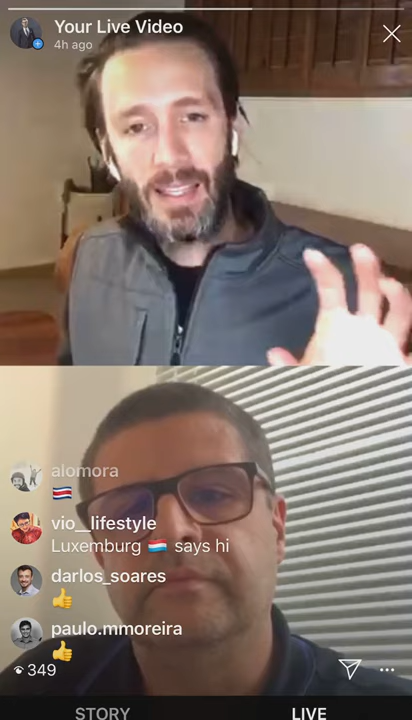 Your Live Video
4h ago
alomora
vio__lifestyle
Luxemburg 🇱🇺 says hi
darlos_soares
paulo.mmoreira
349
STORY
LIVE